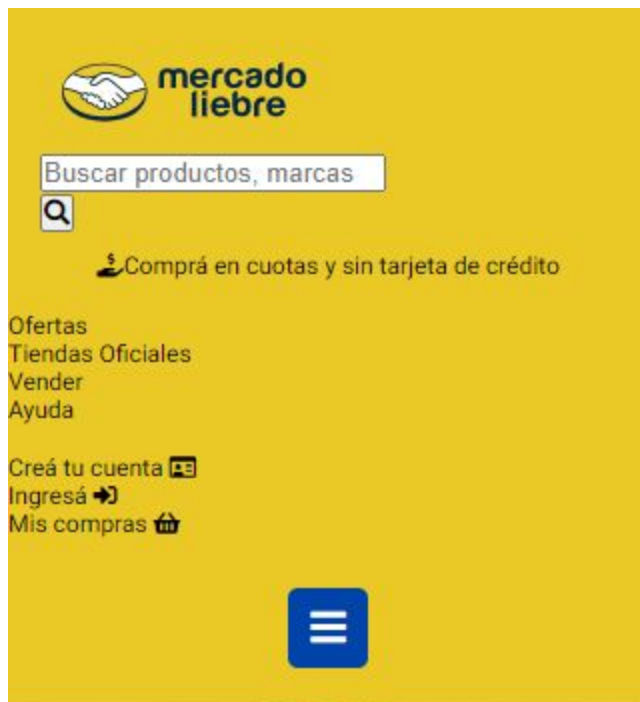 mercado
liebre
Buscar productos, marcas
Comprá en cuotas y sin tarjeta de crédito
Ofertas
Tiendas Oficiales
Vender
Ayuda
Creá tu cuenta
Ingresá
Mis compras